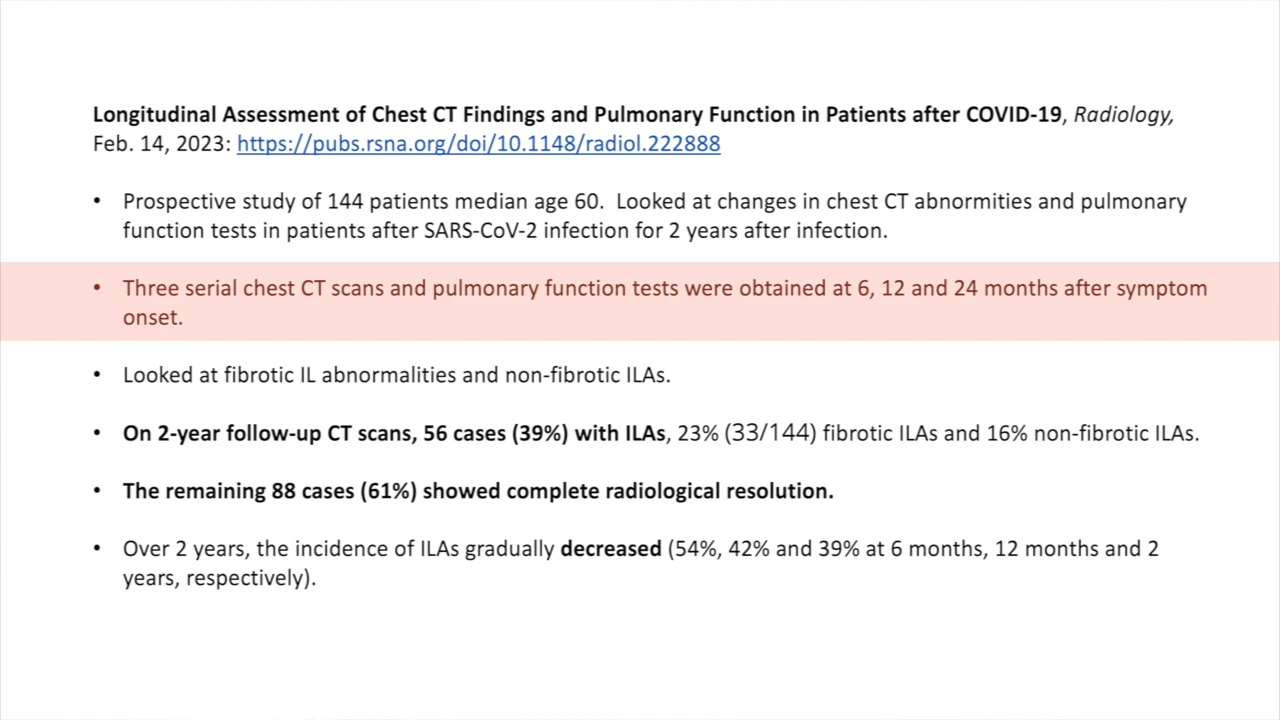 Longitudinal Assessment of Chest CT Findings and Pulmonary Function in Patients after COVID-19, Radiology,
Feb. 14, 2023: https://pubs.rsna.org/doi/10.1148/radiol.222888
• Prospective study of 144 patients median age 60.  Looked at changes in chest CT abnormities and pulmonary
function tests in patients after SARS-CoV-2 infection for 2 years after infection.
• Three serial chest CT scans and pulmonary function tests were obtained at 6, 12 and 24 months after symptom
onset.
• Looked at fibrotic IL abnormalities and non-fibrotic ILAs.
• On 2-year follow-up CT scans, 56 cases (39%) with ILAs, 23% (33/144) fibrotic ILAs and 16% non-fibrotic ILAs.
• The remaining 88 cases (61%) showed complete radiological resolution.
• Over 2 years, the incidence of ILAs gradually decreased (54%, 42% and 39% at 6 months, 12 months and 2
years, respectively).